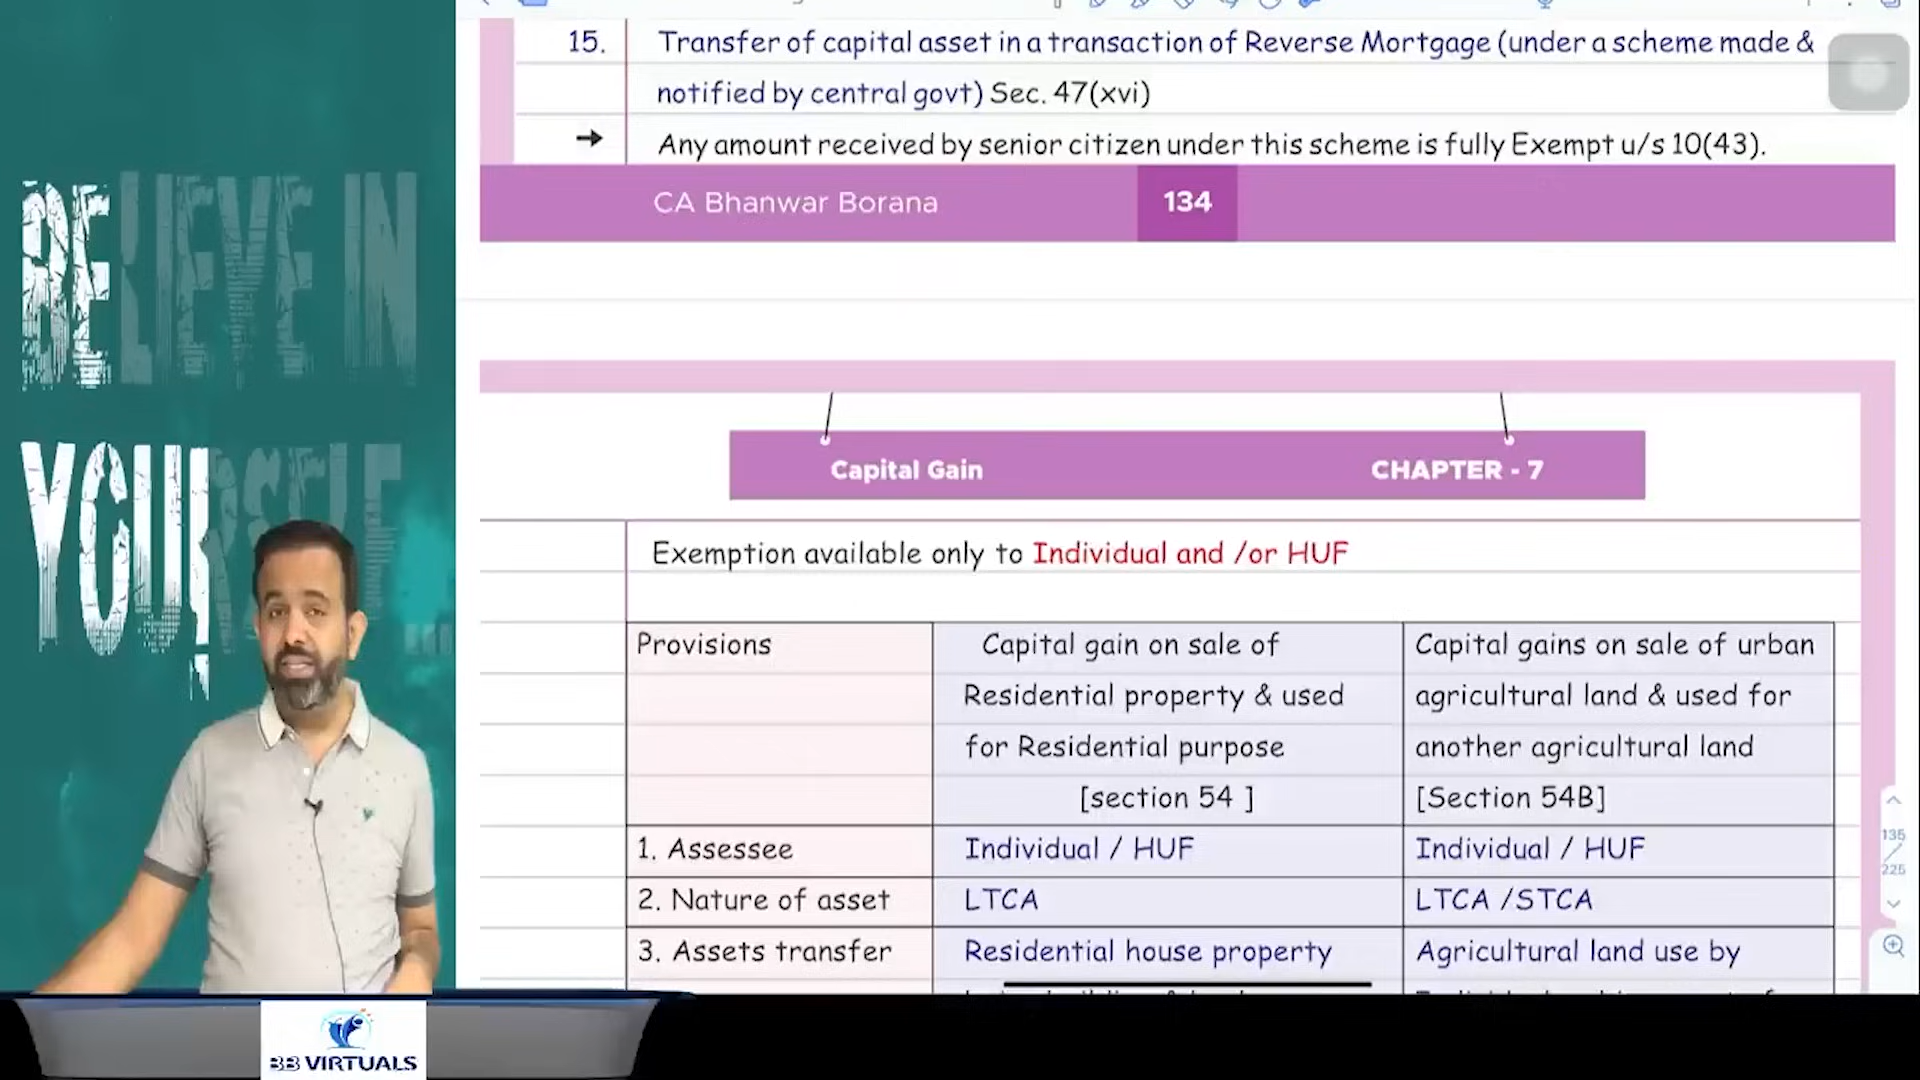 BELIEVE IN
YOURSELF
15. Transfer of capital asset in a transaction of Reverse Mortgage (under a scheme made &
notified by central govt) Sec. 47(xvi)
→ Any amount received by senior citizen under this scheme is fully Exempt u/s 10(43).
CA Bhanwar Borana 134
Capital Gain CHAPTER - 7
Exemption available only to Individual and /or HUF
Provisions Capital gain on sale of Capital gains on sale of urban
Residential property & used agricultural land & used for
for Residential purpose another agricultural land
[section 54 ] [Section 54B]
1. Assessee Individual / HUF Individual / HUF
2. Nature of asset LTCA LTCA /STCA
3. Assets transfer Residential house property Agricultural land use by
135
225
BB VIRTUALS